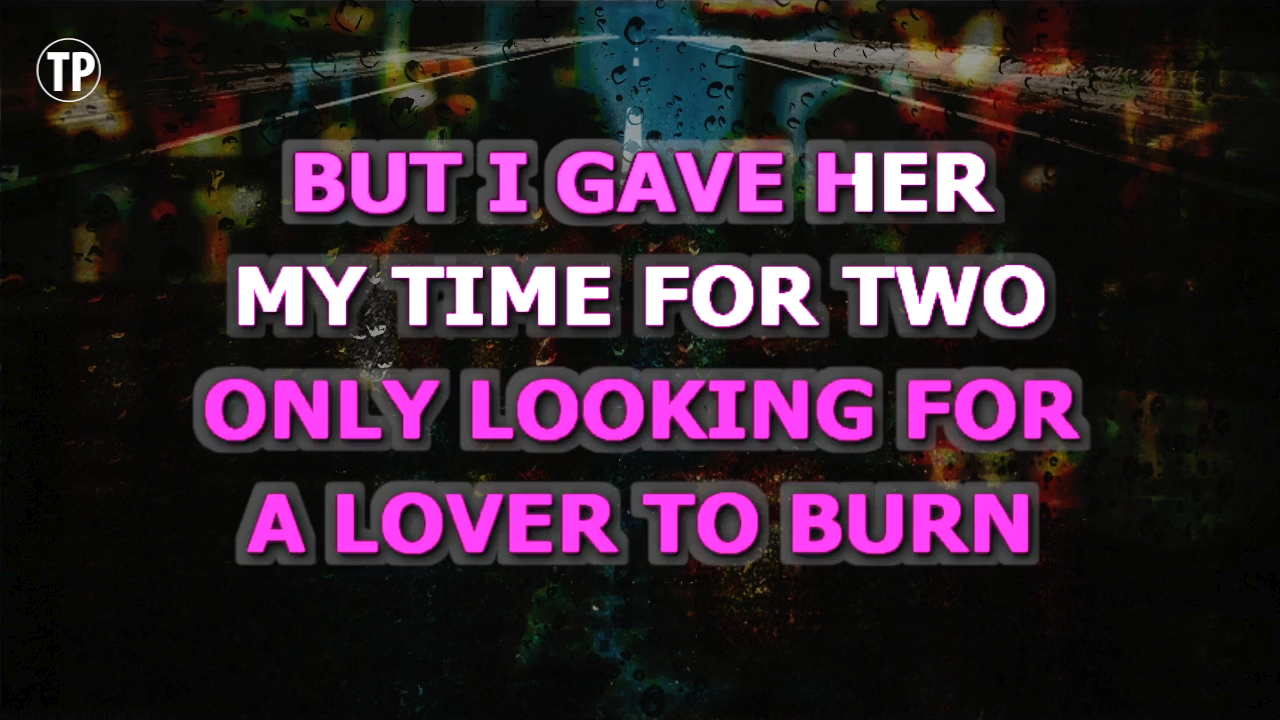 TP
BUT I GAVE HER
MY TIME FOR TWO
ONLY LOOKING FOR
A LOVER TO BURN